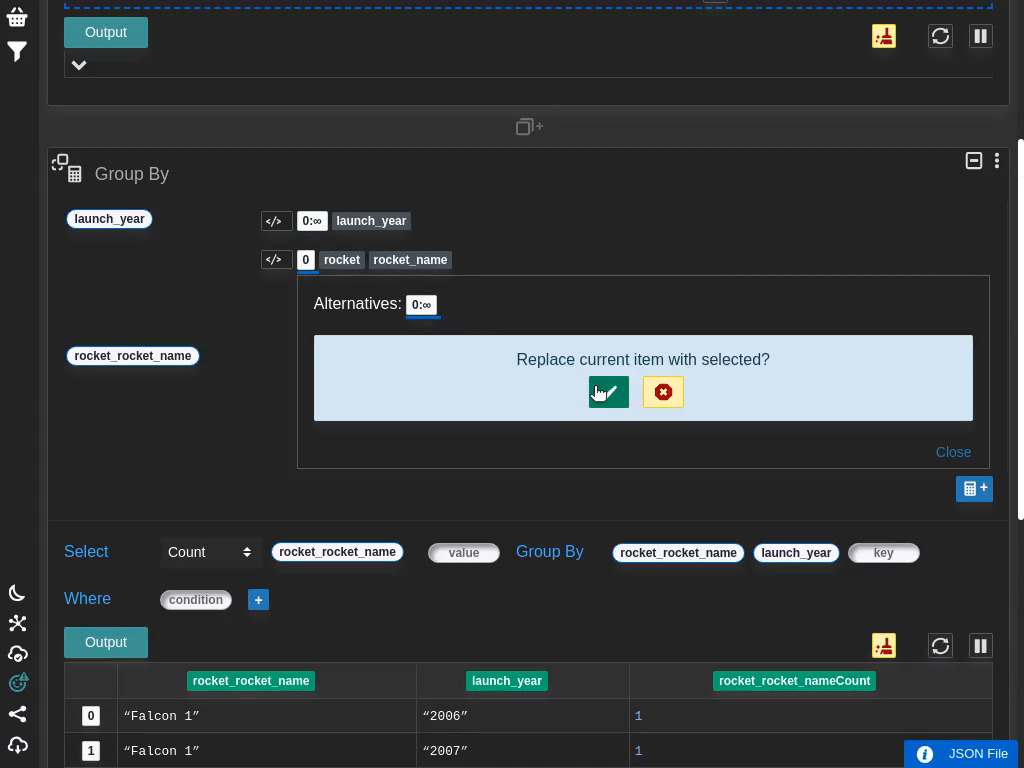 Output
Group By
launch_year
</> 0:∞ launch_year
</> 0 rocket rocket_name
Alternatives: 0:∞
Replace current item with selected?
rocket_rocket_name
Close
+
Select Count rocket_rocket_name value Group By rocket_rocket_name launch_year key
Where condition +
Output
rocket_rocket_name launch_year rocket_rocket_nameCount
0 “Falcon 1” “2006” 1
1 “Falcon 1” “2007” 1
JSON File